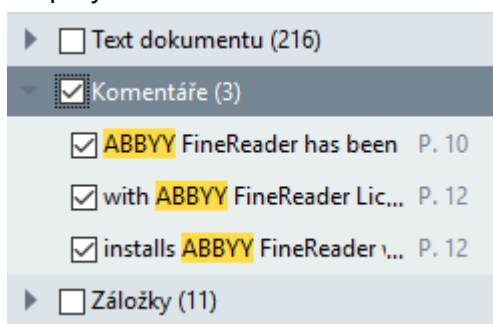 Text dokumentu (216)
Komentáře (3)
ABBYY FineReader has been P. 10
with ABBYY FineReader Lic... P. 12
installs ABBYY FineReader ... P. 12
Záložky (11)